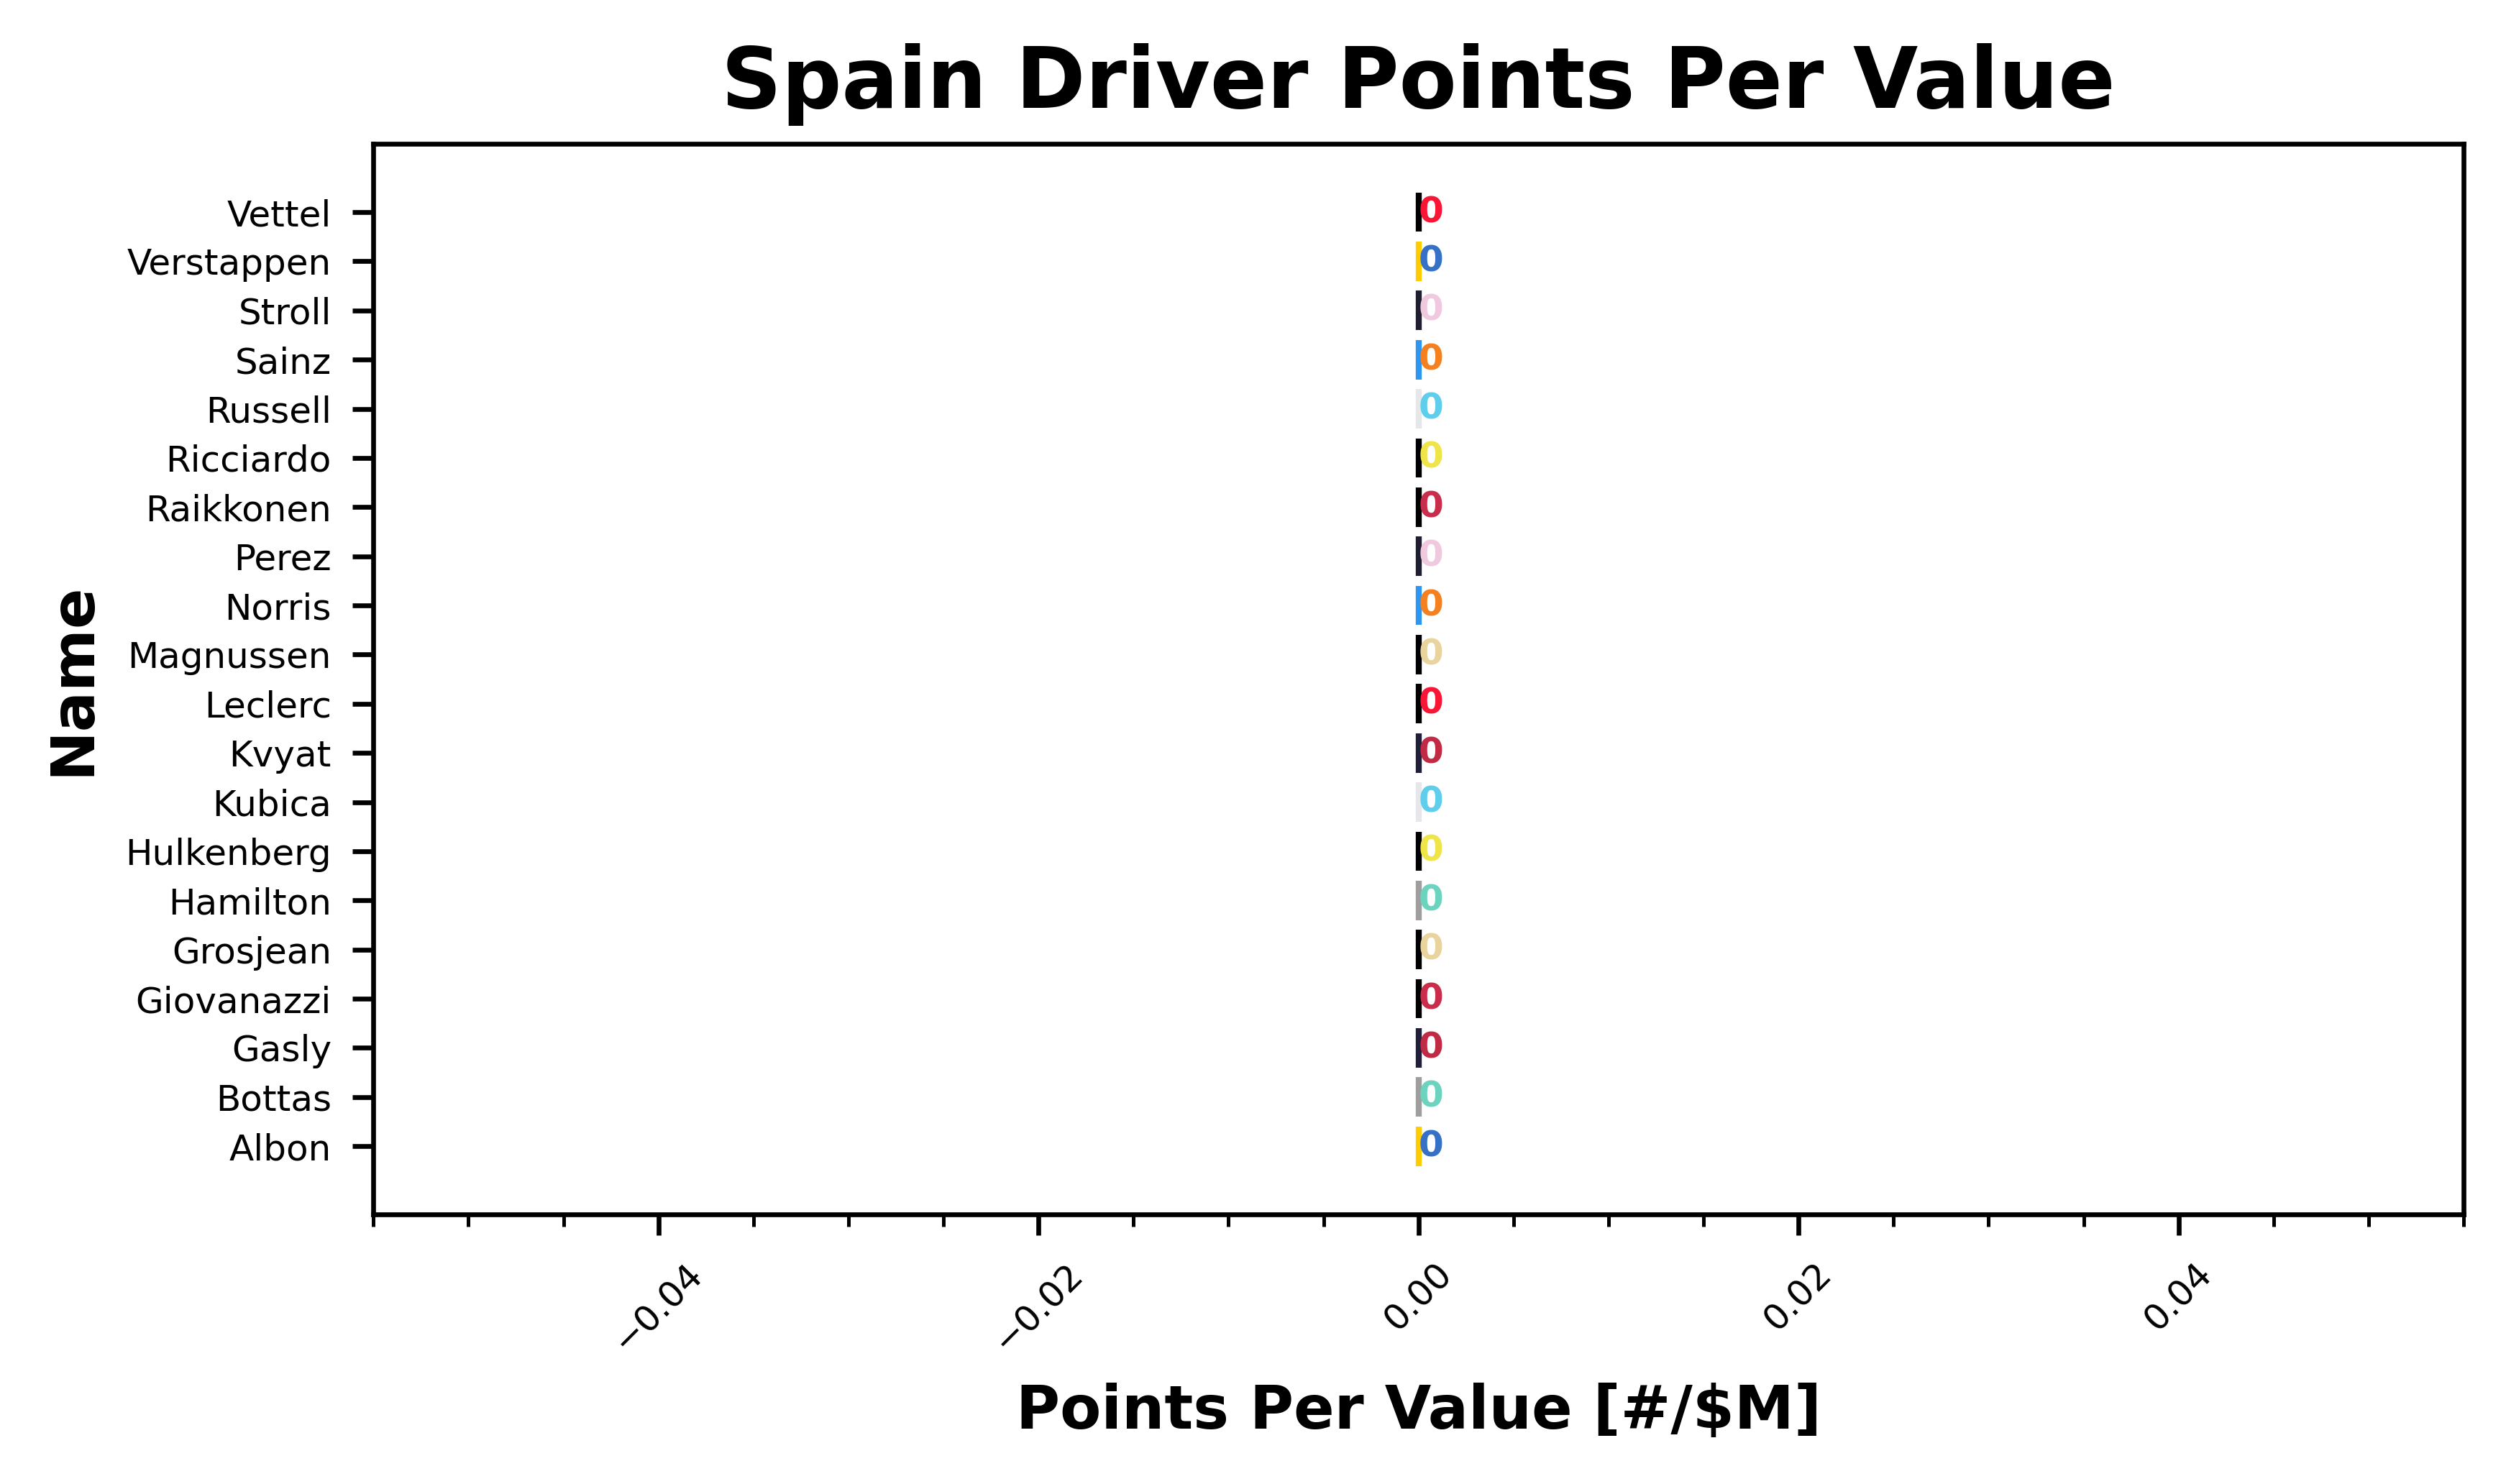 Spain Driver Points Per Value
Name
Vettel 0
Verstappen 0
Stroll 0
Sainz 0
Russell 0
Ricciardo 0
Raikkonen 0
Perez 0
Norris 0
Magnussen 0
Leclerc 0
Kvyat 0
Kubica 0
Hulkenberg 0
Hamilton 0
Grosjean 0
Giovanazzi 0
Gasly 0
Bottas 0
Albon 0
−0.04 −0.02 0.00 0.02 0.04
Points Per Value [#/$M]